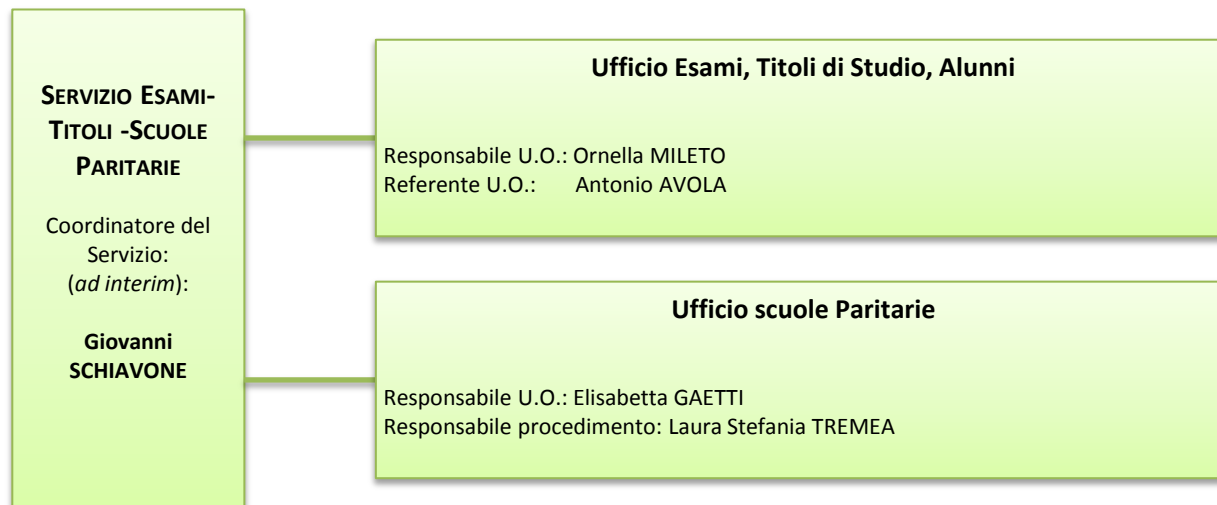 SERVIZIO ESAMI-
TITOLI -SCUOLE
PARITARIE
Coordinatore del
Servizio:
(ad interim):
Giovanni
SCHIAVONE
Ufficio Esami, Titoli di Studio, Alunni
Responsabile U.O.: Ornella MILETO
Referente U.O.: Antonio AVOLA
Ufficio scuole Paritarie
Responsabile U.O.: Elisabetta GAETTI
Responsabile procedimento: Laura Stefania TREMEA